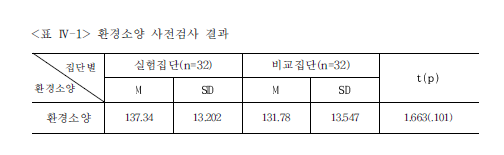 <표 Ⅳ-1> 환경소양 사전검사 결과
집단별 실험집단(n=32) 비교집단(n=32) t(p)
환경소양 M SD M SD
환경소양 137.34 13.202 131.78 13.547 1.663(.101)